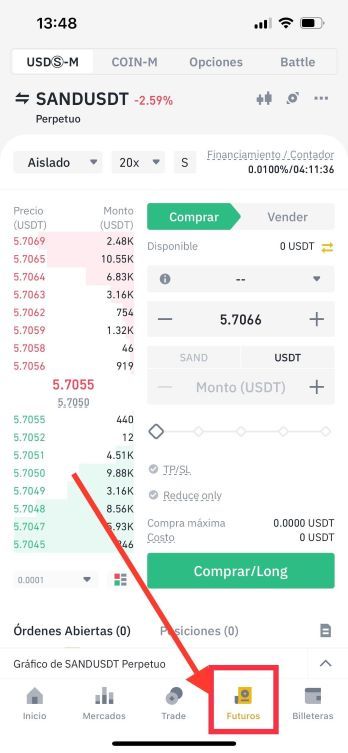 13:48
USDⓈ-M COIN-M Opciones Battle
SANDUSDT -2.59%
Perpetuo
Aislado 20x S Financiamiento / Contador
0.0100%/04:11:36
Precio Monto
(USDT) (USDT)
Comprar Vender
5.7069 2.48K
5.7065 10.55K
5.7064 6.83K
5.7063 3.16K
5.7062 754
5.7059 1.32K
5.7058 46
5.7056 919
5.7055
5.7050
5.7055 440
5.7052 12
5.7051 4.51K
5.7050 9.88K
5.7049 3.16K
5.7048 8.56K
5.7047 5.93K
5.7045 346
0.0001
Disponible 0 USDT
--
5.7066
SAND USDT
Monto (USDT)
TP/SL
Reduce only
Compra máxima 0.0000 USDT
Costo 0 USDT
Comprar/Long
Órdenes Abiertas (0) Posiciones (0)
Gráfico de SANDUSDT Perpetuo
Inicio Mercados Trade Futuros Billeteras